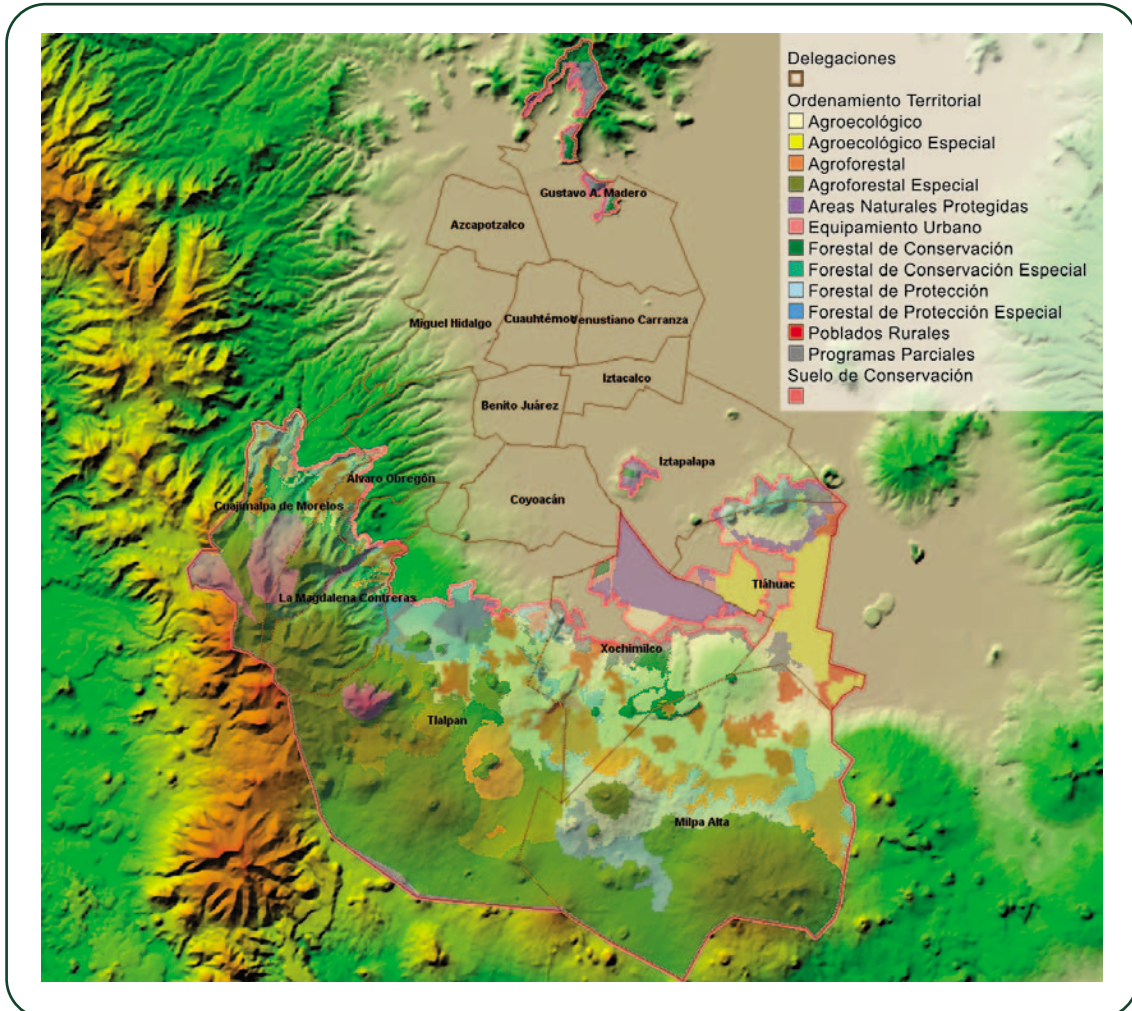 Delegaciones
Ordenamiento Territorial
Agroecológico
Agroecológico Especial
Agroforestal
Agroforestal Especial
Areas Naturales Protegidas
Equipamiento Urbano
Forestal de Conservación
Forestal de Conservación Especial
Forestal de Protección
Forestal de Protección Especial
Poblados Rurales
Programas Parciales
Suelo de Conservación
Gustavo A. Madero
Azcapotzalco
Miguel Hidalgo
Cuauhtémoc
Venustiano Carranza
Iztacalco
Benito Juárez
Iztapalapa
Álvaro Obregón
Coyoacán
Cuajimalpa de Morelos
Tláhuac
La Magdalena Contreras
Xochimilco
Tlalpan
Milpa Alta